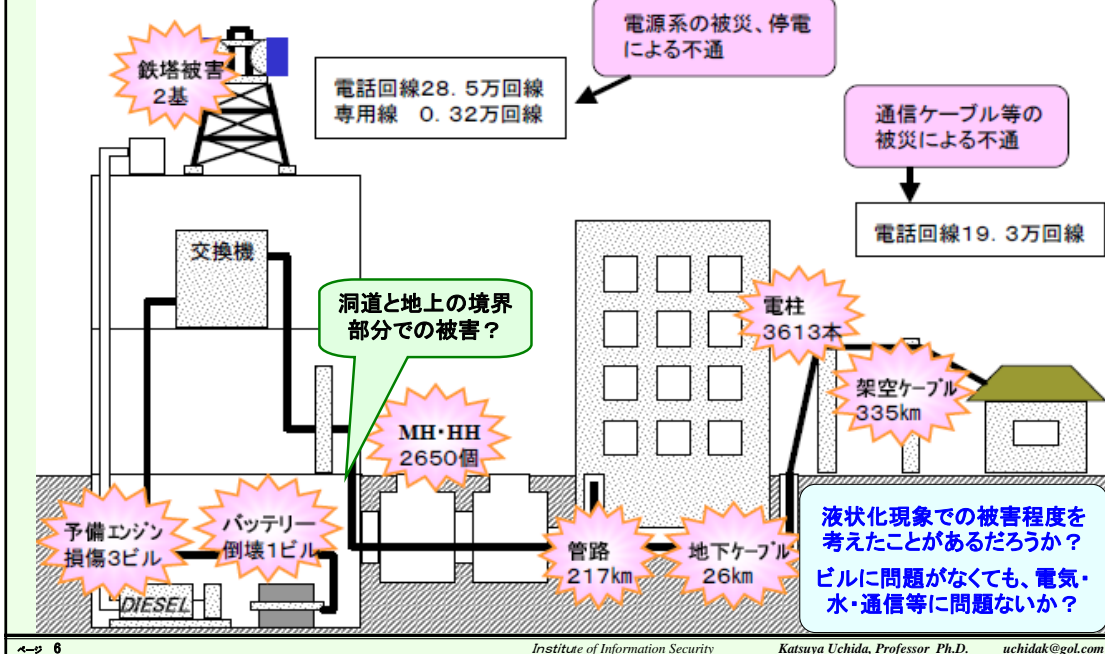 電源系の被災、停電
による不通
鉄塔被害
2基
電話回線28. 5万回線
専用線 0. 32万回線
通信ケーブル等の
被災による不通
電話回線19. 3万回線
交換機
洞道と地上の境界
部分での被害？
電柱
3613本
架空ケーブル
335km
MH・HH
2650個
予備エンジン
損傷3ビル
バッテリー
倒壊1ビル
管路
217km
地下ケーブル
26km
DIESEL
液状化現象での被害程度を
考えたことがあるだろうか？
ビルに問題がなくても、電気・
水・通信等に問題ないか？
ページ 6 Institute of Information Security Katsuya Uchida, Professor Ph.D. uchidak@gol.com